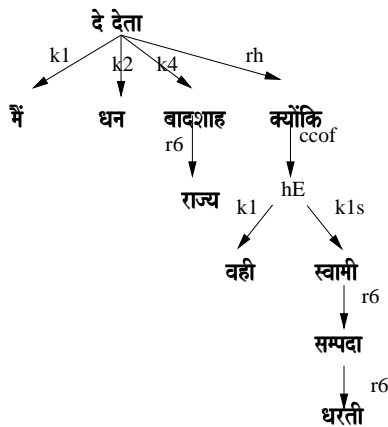 दे देता
k1 k2 k4 rh
मैं धन बादशाह क्योंकि
r6 ccof
राज्य hE
k1 k1s
वही स्वामी
r6
सम्पदा
r6
धरती